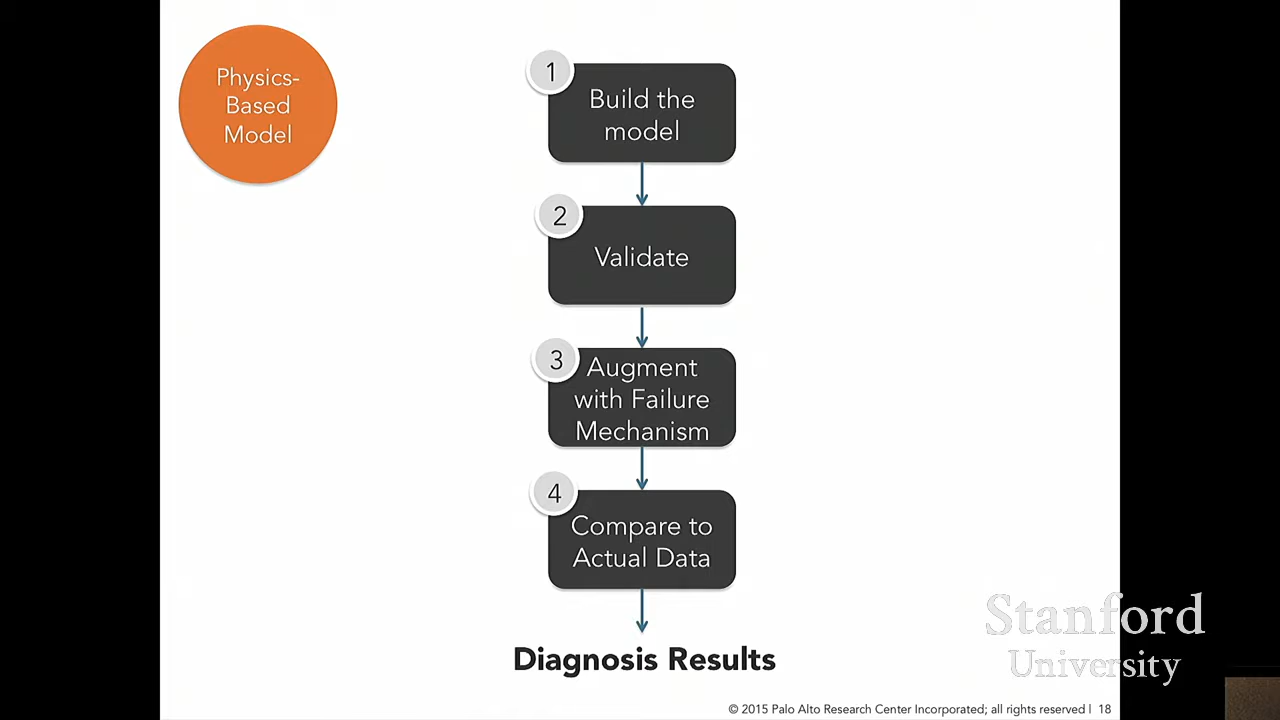 Physics-
Based
Model
1
Build the
model
2
Validate
3
Augment
with Failure
Mechanism
4
Compare to
Actual Data
Diagnosis Results
Stanford
University
© 2015 Palo Alto Research Center Incorporated; all rights reserved | 18